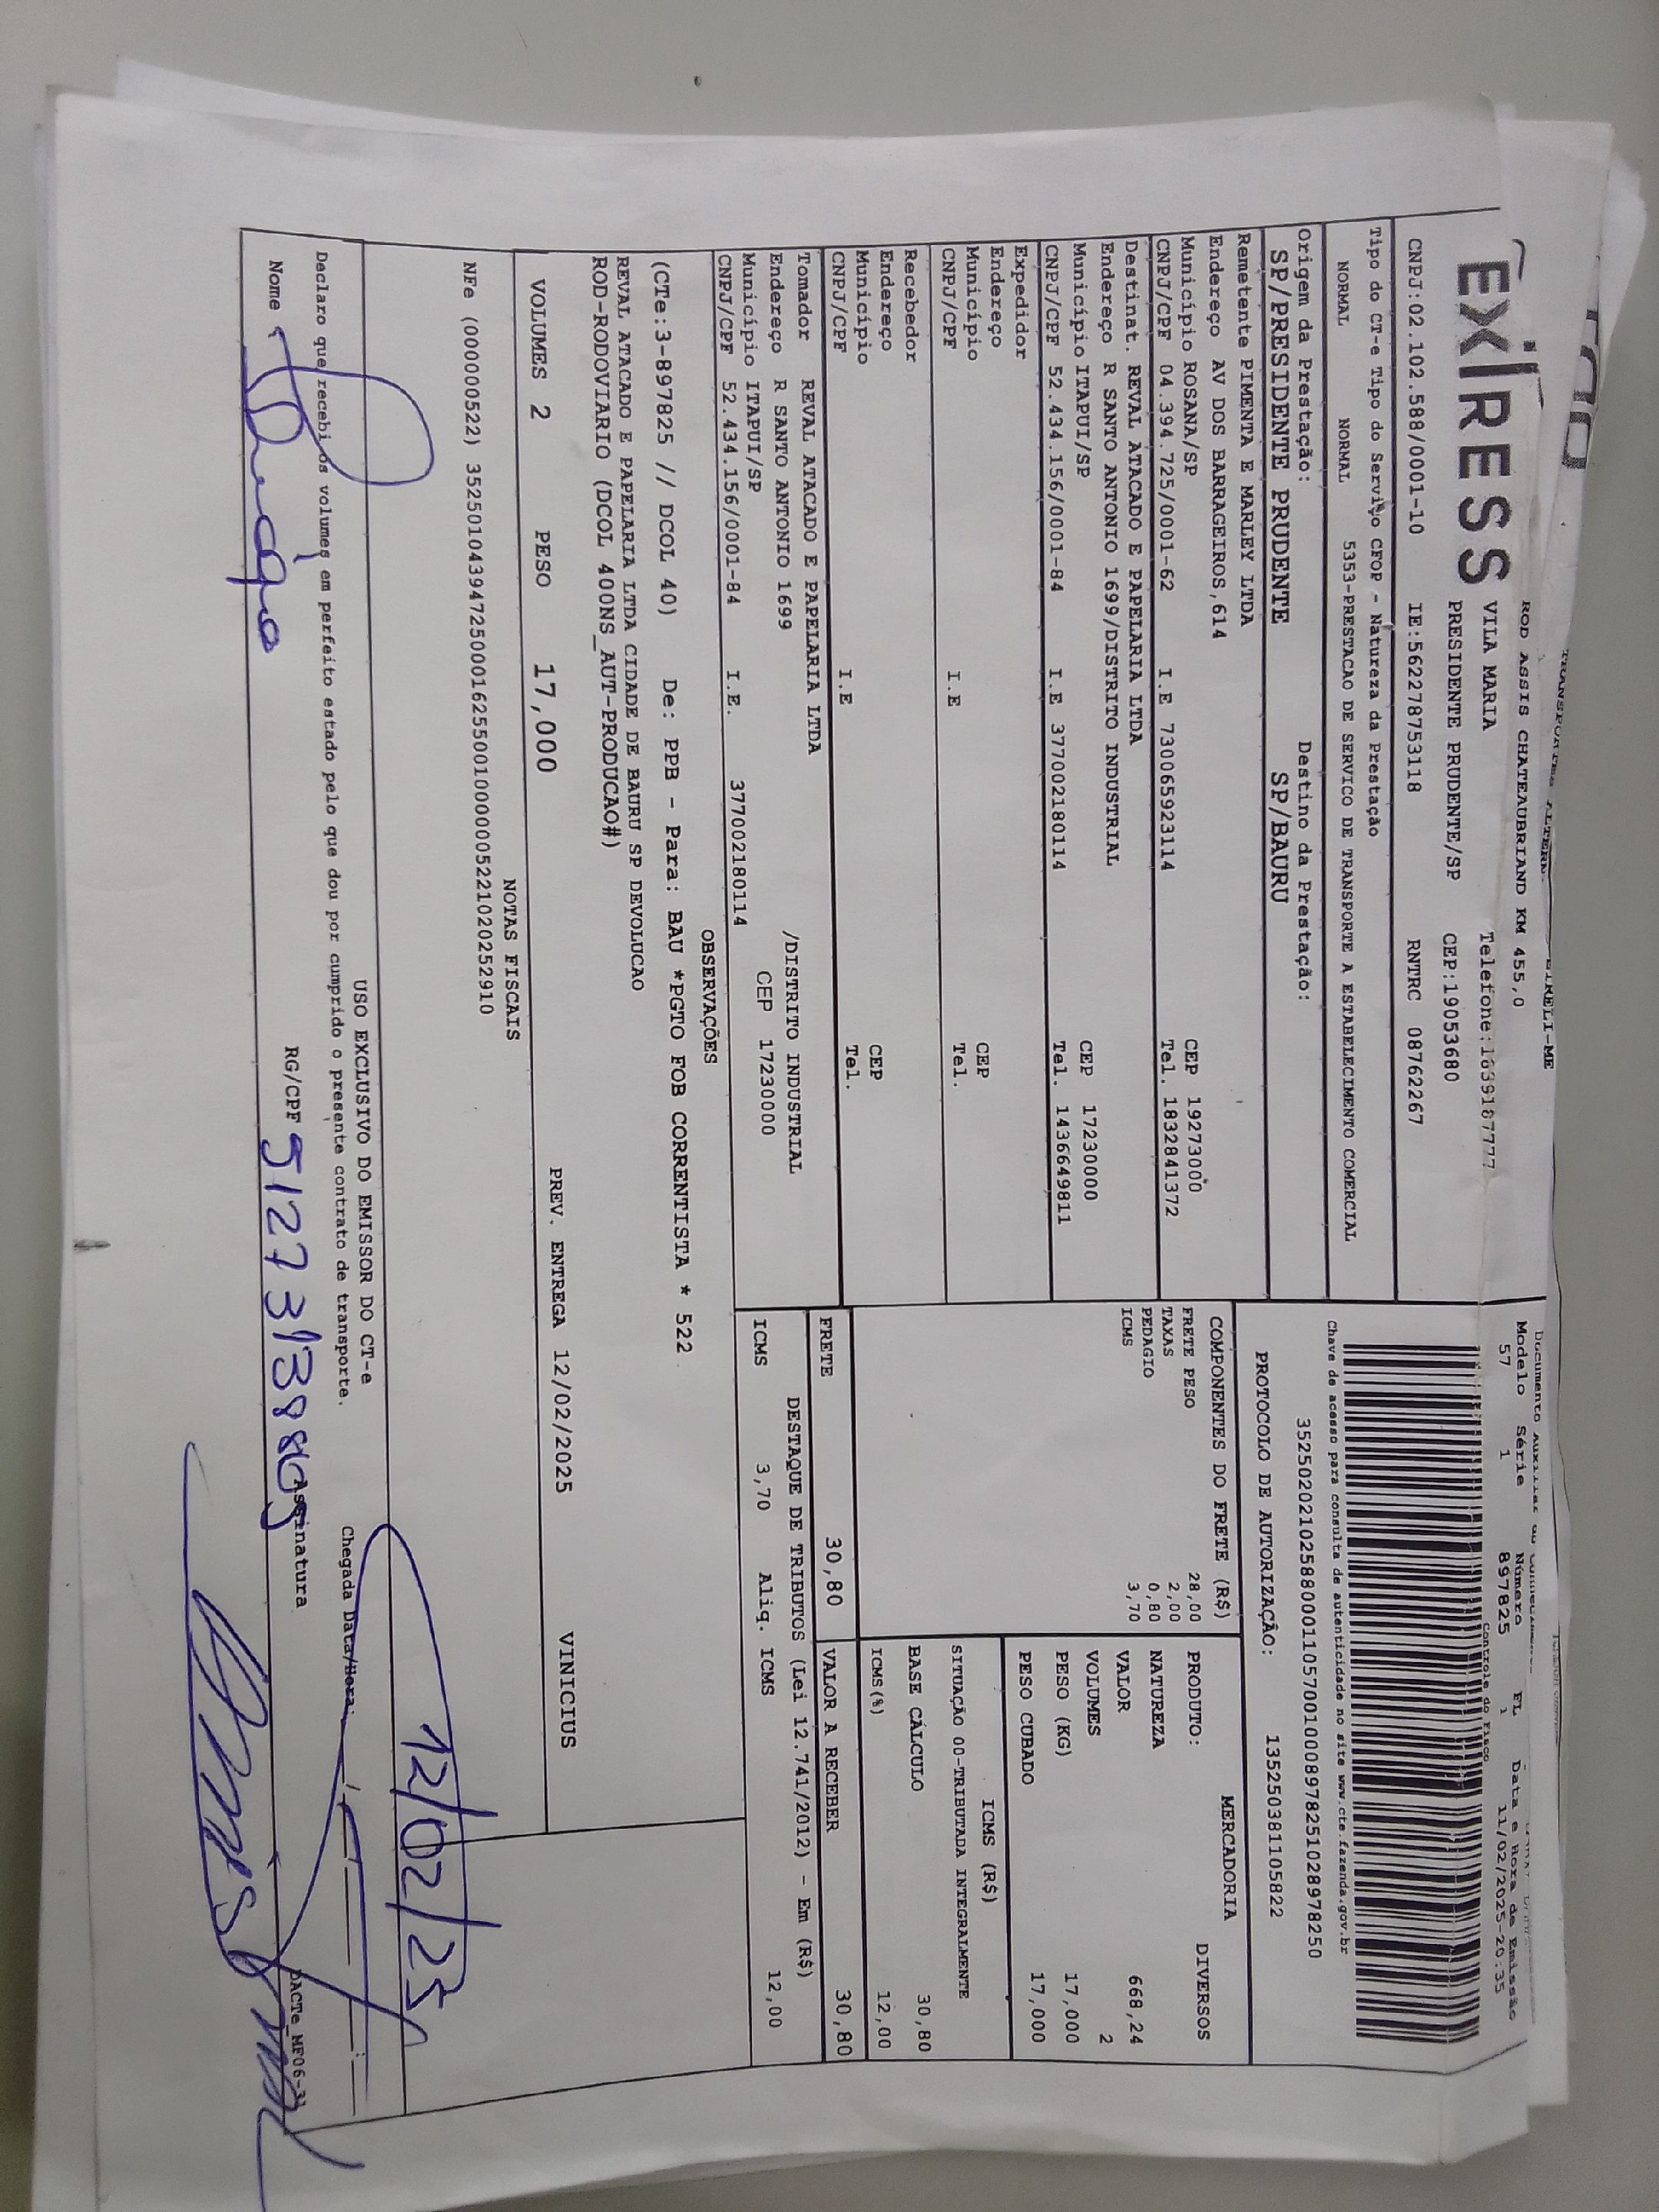 EXPRESS
ROD ASSIS CHATEAUBRIAND KM 455,0
VILA MARIA Telefone:1839187777
PRESIDENTE PRUDENTE/SP CEP:19053680
CNPJ:02.102.588/0001-10 IE:562278753118 RNTRC 08762267
Modelo Série Número FL Data e Hora de Emissão
57 1 897825 1 11/02/2025-20:35
Controle do Fisco
Tipo do CT-e Tipo do Serviço CFOP - Natureza da Prestação
NORMAL NORMAL 5353-PRESTACAO DE SERVICO DE TRANSPORTE A ESTABELECIMENTO COMERCIAL
Chave de acesso para consulta de autenticidade no site www.cte.fazenda.gov.br
35250202102588000110570010008978251028978250
PROTOCOLO DE AUTORIZAÇÃO: 135250381105822
Origem da Prestação: Destino da Prestação:
SP/PRESIDENTE PRUDENTE SP/BAURU
Remetente PIMENTA E MARLEY LTDA
Endereço AV DOS BARRAGEIROS,614
Município ROSANA/SP CEP 19273000
CNPJ/CPF 04.394.725/0001-62 I.E 730065923114 Tel. 1832841372
Destinat. REVAL ATACADO E PAPELARIA LTDA
Endereço R SANTO ANTONIO 1699/DISTRITO INDUSTRIAL
Município ITAPUI/SP CEP 17230000
CNPJ/CPF 52.434.156/0001-84 I.E 377002180114 Tel. 1436649811
Expedidor
Endereço
Município CEP
CNPJ/CPF I.E Tel.
Recebedor
Endereço
Município CEP
CNPJ/CPF I.E Tel.
Tomador REVAL ATACADO E PAPELARIA LTDA
Endereço R SANTO ANTONIO 1699 /DISTRITO INDUSTRIAL
Município ITAPUI/SP CEP 17230000
CNPJ/CPF 52.434.156/0001-84 I.E. 377002180114
COMPONENTES DO FRETE (R$)
FRETE PESO 28,00
TAXAS 2,00
PEDAGIO 0,80
ICMS 3,70
MERCADORIA
PRODUTO: DIVERSOS
NATUREZA
VALOR 668,24
VOLUMES 2
PESO (KG) 17,000
PESO CUBADO 17,000
ICMS (R$)
SITUAÇÃO 00-TRIBUTADA INTEGRALMENTE
BASE CÁLCULO 30,80
ICMS(%) 12,00
FRETE 30,80 VALOR A RECEBER 30,80
DESTAQUE DE TRIBUTOS (Lei 12.741/2012) - Em (R$)
ICMS 3,70 Aliq. ICMS 12,00
OBSERVAÇÕES
(CTe:3-897825 // DCOL 40) De: PPB - Para: BAU *PGTO FOB CORRENTISTA * 522
REVAL ATACADO E PAPELARIA LTDA CIDADE DE BAURU SP DEVOLUCAO
ROD-RODOVIARIO (DCOL 400NS_AUT-PRODUCAO#)
VOLUMES 2 PESO 17,000 PREV. ENTREGA 12/02/2025 VINICIUS
NOTAS FISCAIS
NFe (000000522) 35250104394725000162550010000005221020252910
12/02/25
USO EXCLUSIVO DO EMISSOR DO CT-e
Declaro que recebi os volumes em perfeito estado pelo que dou por cumprido o presente contrato de transporte.
Chegada Data/Hora:
Nome RG/CPF Assinatura
DACTe_MF06-31